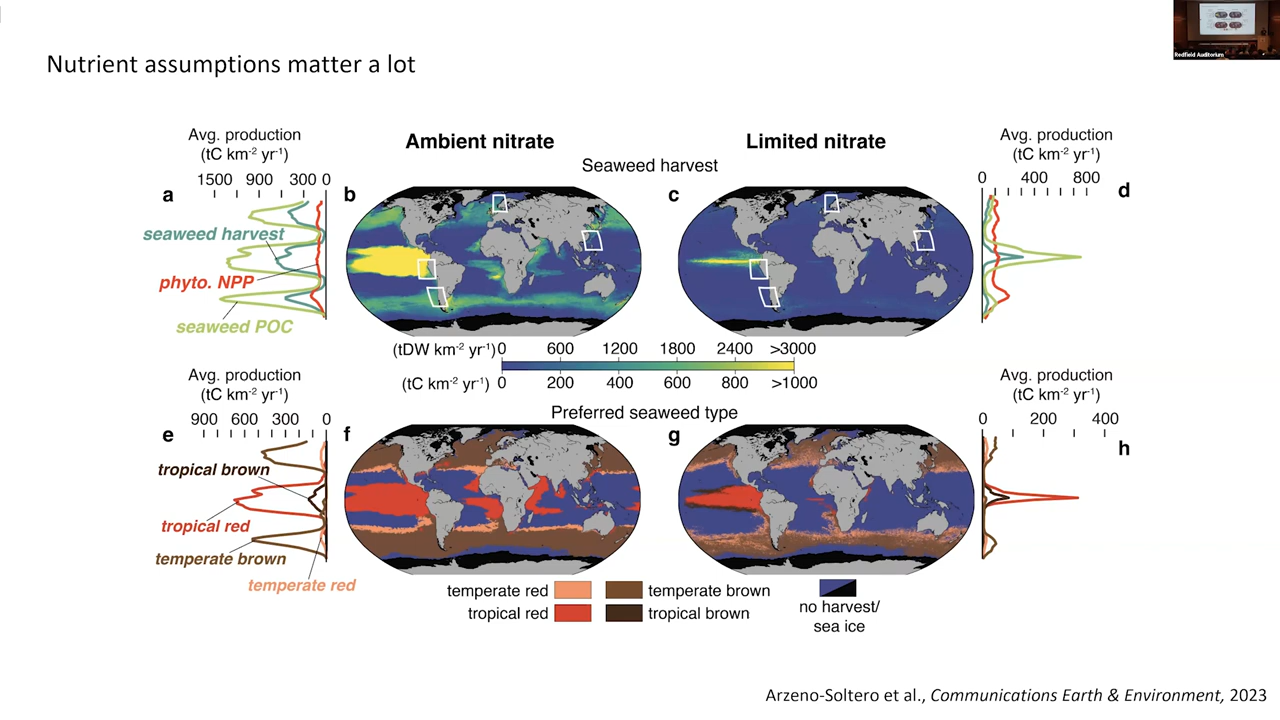 Redfield Auditorium
Nutrient assumptions matter a lot
Avg. production
(tC km⁻² yr⁻¹)
1500 900 300 0
Ambient nitrate
Limited nitrate
Seaweed harvest
Avg. production
(tC km⁻² yr⁻¹)
0 400 800
a
b
c
d
seaweed harvest
phyto. NPP
seaweed POC
(tDW km⁻² yr⁻¹) 0 600 1200 1800 2400 >3000
(tC km⁻² yr⁻¹) 0 200 400 600 800 >1000
Avg. production
(tC km⁻² yr⁻¹)
900 600 300 0
Preferred seaweed type
Avg. production
(tC km⁻² yr⁻¹)
0 200 400
e
f
g
h
tropical brown
tropical red
temperate brown
temperate red
temperate red
temperate brown
tropical red
tropical brown
no harvest/
sea ice
Arzeno-Soltero et al., Communications Earth & Environment, 2023